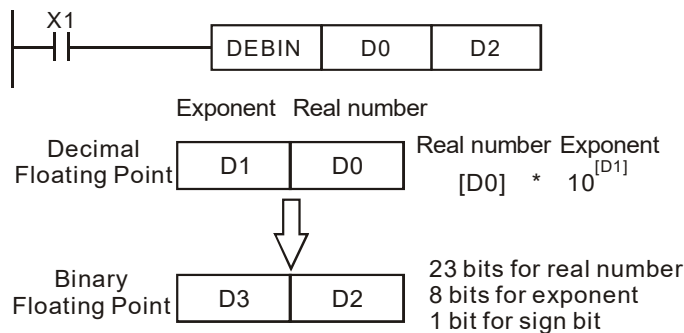 X1
DEBIN D0 D2
Exponent Real number
Decimal
Floating Point
D1 D0
Real number Exponent
[D0] * 10[D1]
Binary
Floating Point
D3 D2
23 bits for real number
8 bits for exponent
1 bit for sign bit